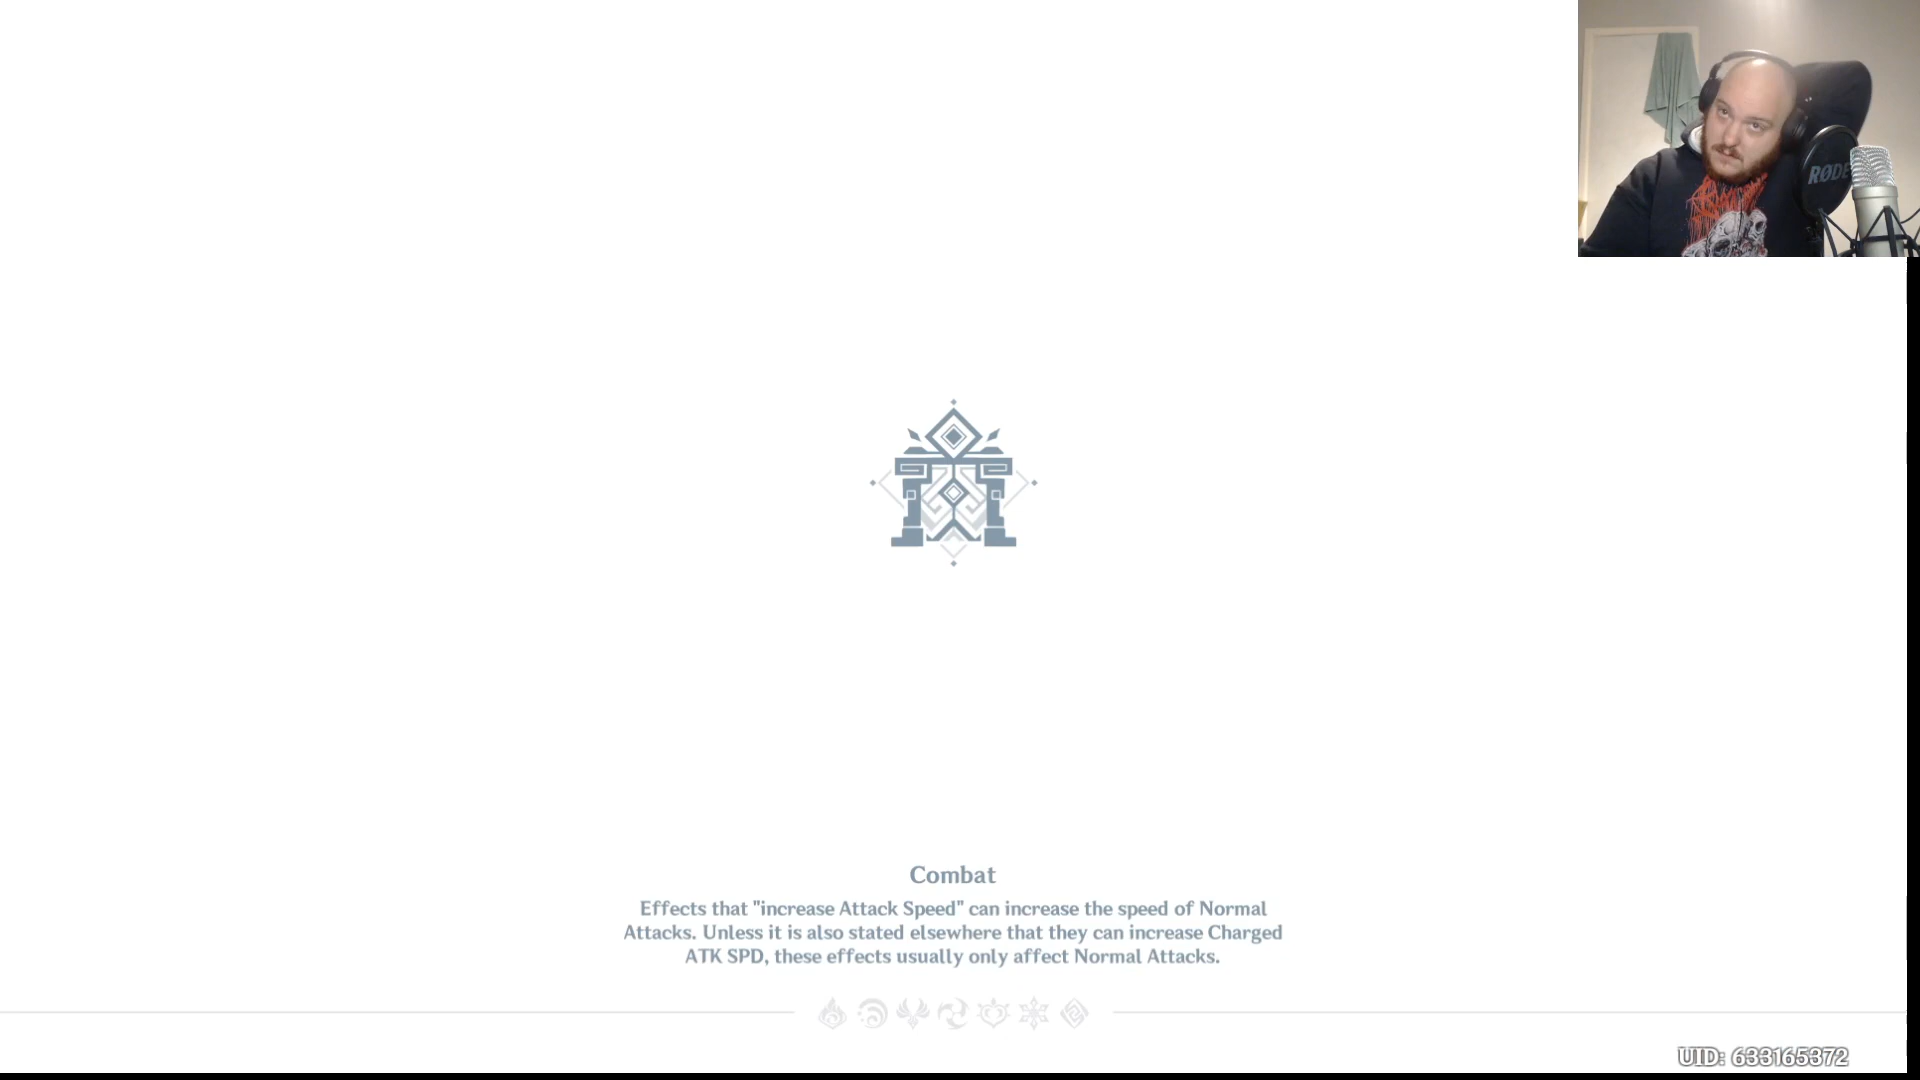 RØDE
Combat
Effects that "increase Attack Speed" can increase the speed of Normal
Attacks. Unless it is also stated elsewhere that they can increase Charged
ATK SPD, these effects usually only affect Normal Attacks.
UID: 633165372